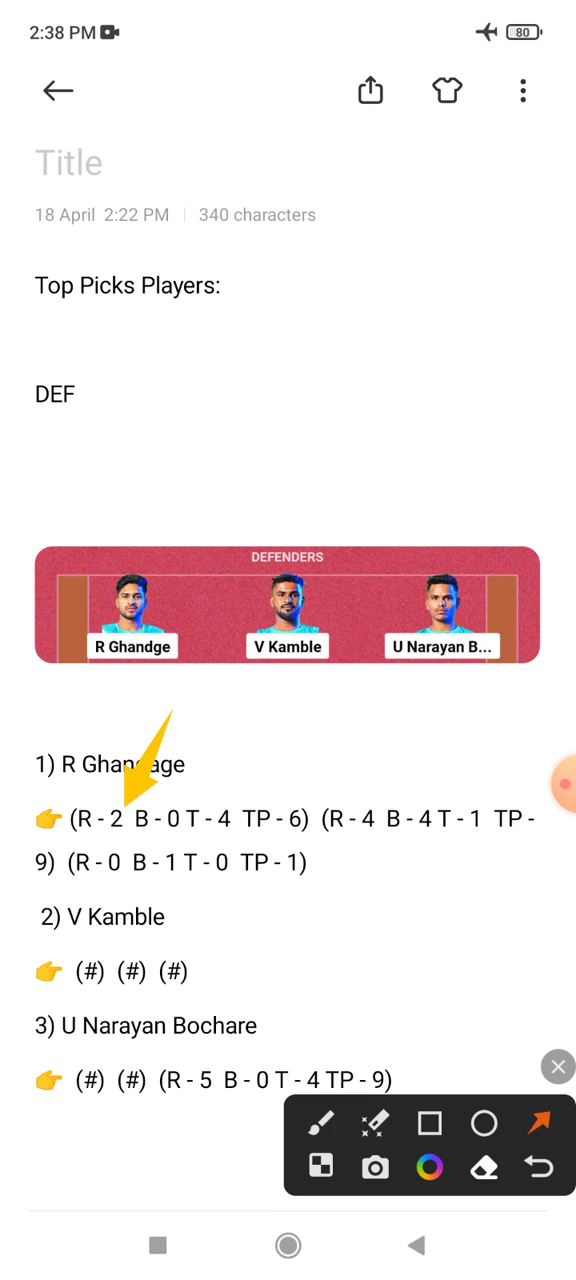 2:38 PM
80
Title
18 April 2:22 PM | 340 characters
Top Picks Players:
DEF
DEFENDERS
R Ghandge V Kamble U Narayan B...
1) R Ghandage
👉 (R - 2 B - 0 T - 4 TP - 6) (R - 4 B - 4 T - 1 TP -
9) (R - 0 B - 1 T - 0 TP - 1)
2) V Kamble
👉 (#) (#) (#)
3) U Narayan Bochare
👉 (#) (#) (R - 5 B - 0 T - 4 TP - 9)